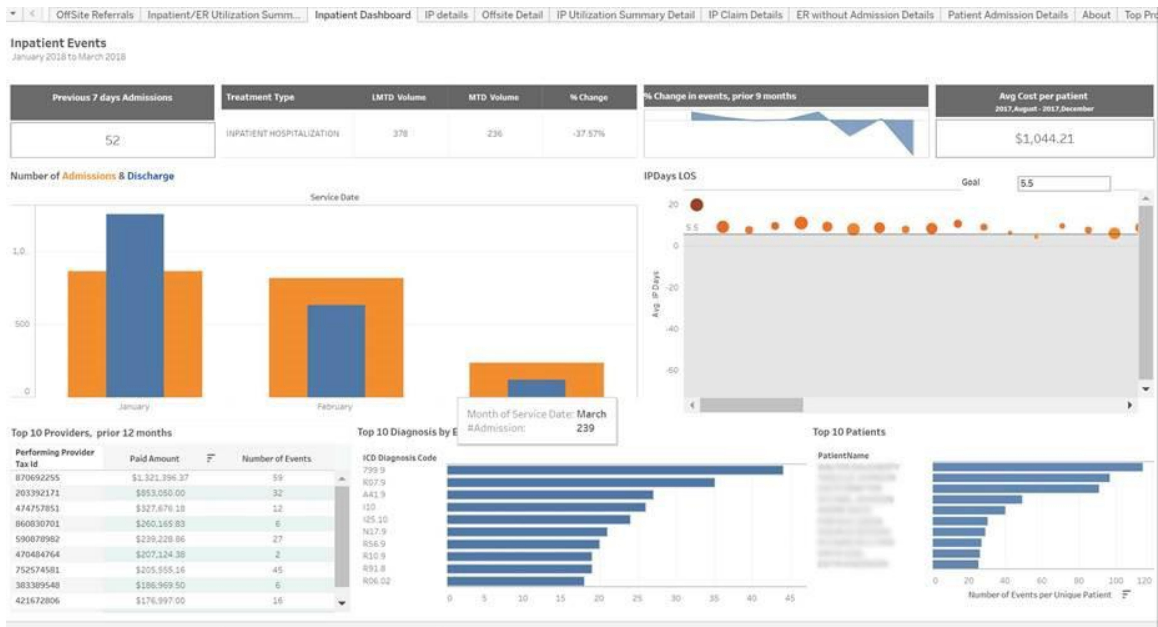 OffSite Referrals
Inpatient/ER Utilization Summ...
Inpatient Dashboard
IP details
Offsite Detail
IP Utilization Summary Detail
IP Claim Details
ER without Admission Details
Patient Admission Details
About
Top Pro
Inpatient Events
January 2018 to March 2018
Previous 7 days Admissions
52
Treatment Type LMTD Volume MTD Volume % Change
INPATIENT HOSPITALIZATION 378 236 -37.57%
% Change in events, prior 9 months
Avg Cost per patient
2017,August - 2017,December
$1,044.21
Number of Admissions & Discharge
Service Date
1,0
500
0
January
February
Month of Service Date: March
#Admission: 239
IPDays LOS
Goal 5.5
Avg. IP Days
20
5.5
0
-20
-40
-60
Top 10 Providers, prior 12 months
Performing Provider
Tax Id
Paid Amount
Number of Events
870692255 $1,321,396.37 59
203392171 $853,050.00 32
474757851 $327,676.18 12
860830701 $260,165.83 6
590878982 $239,228.86 27
470484764 $207,124.38 2
752574581 $205,555.16 45
383389548 $186,969.50 6
421672806 $176,997.00 16
Top 10 Diagnosis by E
ICD Diagnosis Code
799.9
R07.9
A41.9
I10
I25.10
N17.9
R56.9
R10.9
R91.8
R06.02
0 5 10 15 20 25 30 35 40 45
Top 10 Patients
PatientName
0 20 40 60 80 100 120
Number of Events per Unique Patient